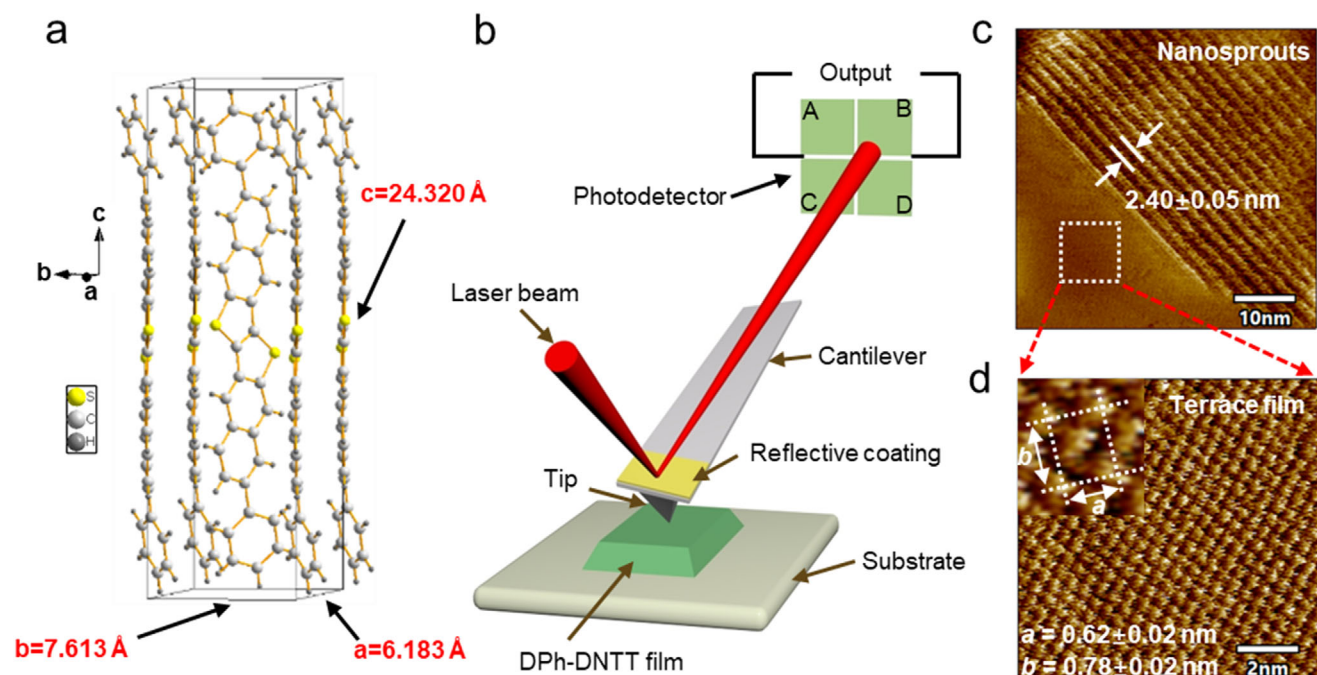 a
c=24.320 Å
c
b
a
S
C
H
b=7.613 Å
a=6.183 Å
b
Output
A
B
C
D
Photodetector
Laser beam
Cantilever
Reflective coating
Tip
Substrate
DPh-DNTT film
c
Nanosprouts
2.40±0.05 nm
10nm
d
Terrace film
b
a
a = 0.62±0.02 nm
b = 0.78±0.02 nm
2nm